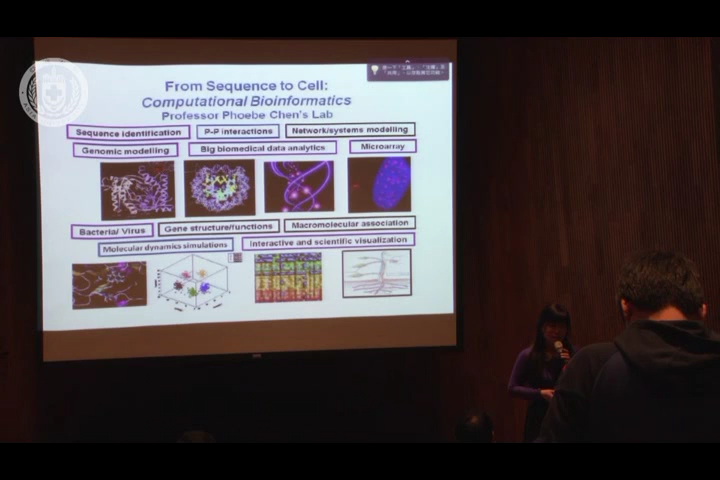 From Sequence to Cell:
Computational Bioinformatics
Professor Phoebe Chen's Lab
Sequence identification
P-P interactions
Network/systems modelling
Genomic modelling
Big biomedical data analytics
Microarray
Bacteria/ Virus
Gene structure/functions
Macromolecular association
Molecular dynamics simulations
Interactive and scientific visualization